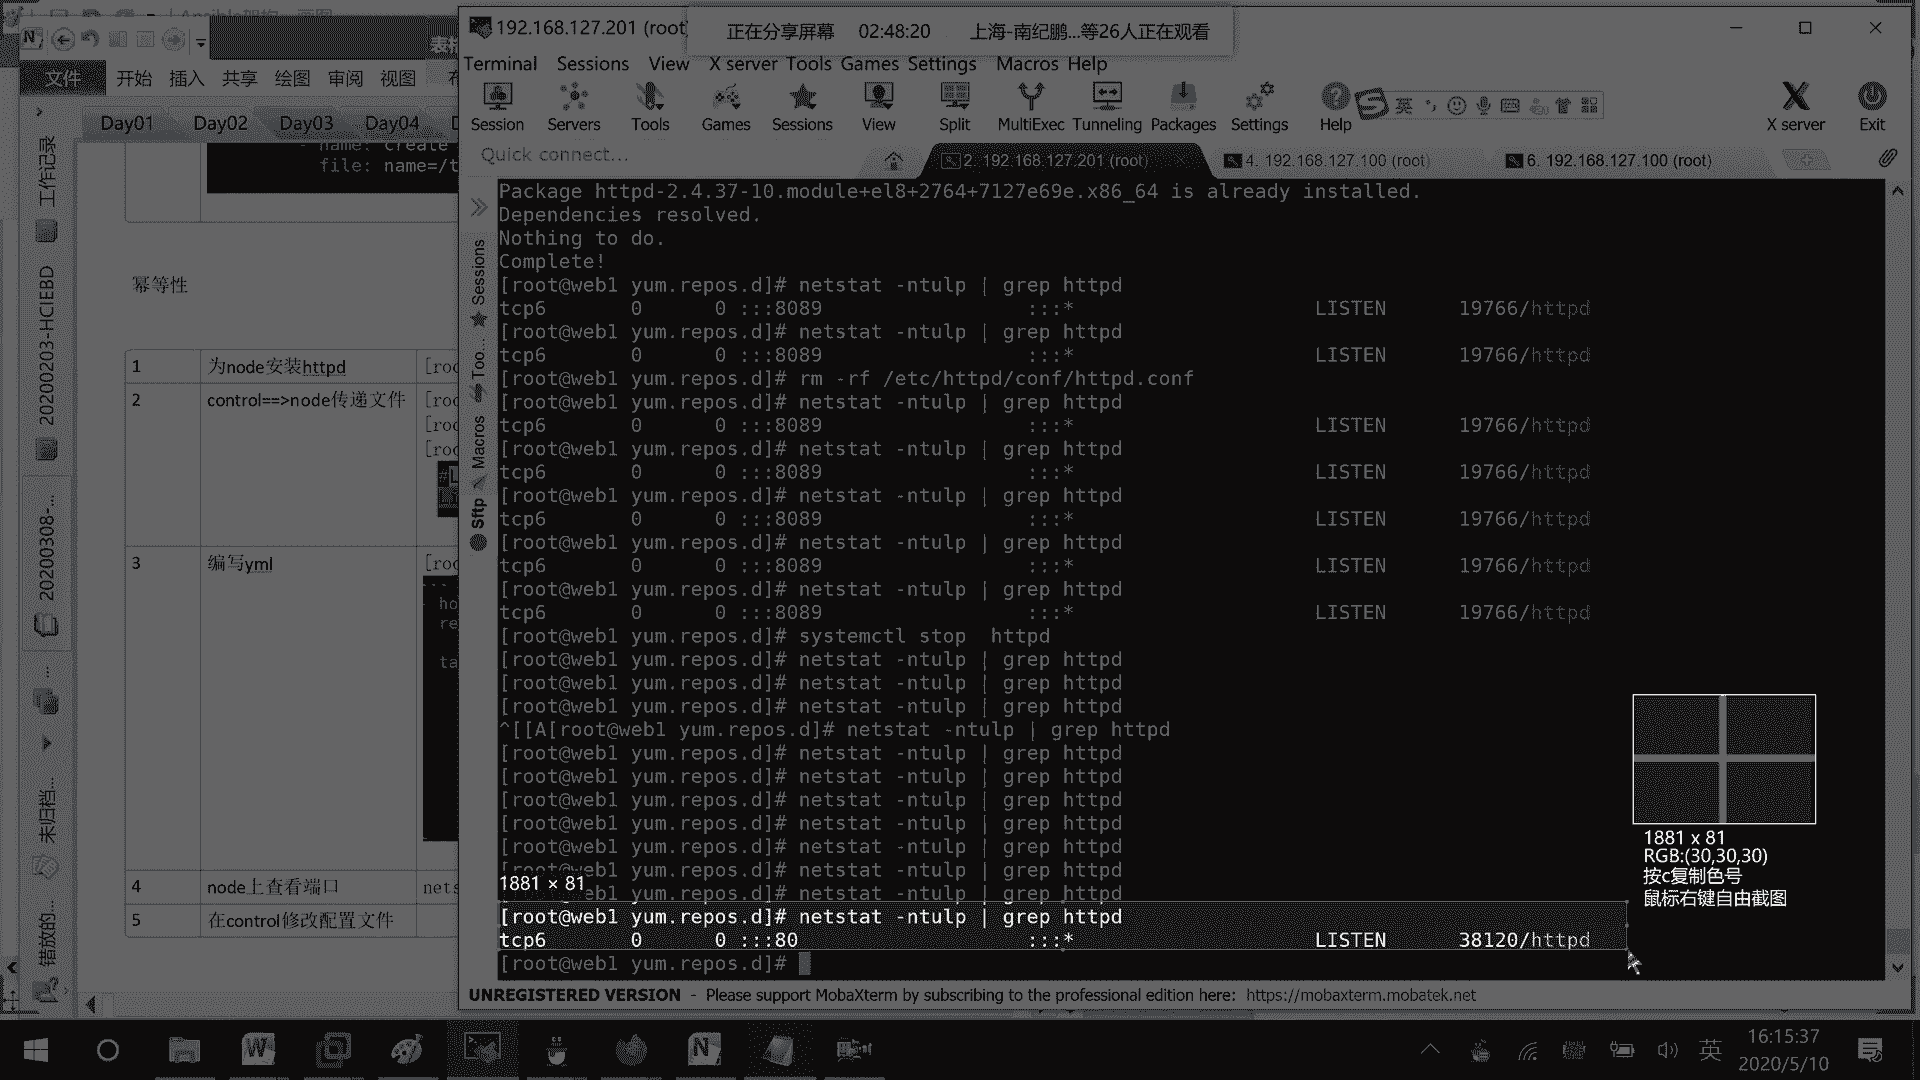 192.168.127.201 (root
正在分享屏幕 02:48:20 上海-南纪鹏...等26人正在观看
Terminal Sessions View X server Tools Games Settings Macros Help
Session Servers Tools Games Sessions View Split MultiExec Tunneling Packages Settings Help
英
X server Exit
Quick connect...
2. 192.168.127.201 (root)
4. 192.168.127.100 (root)
6. 192.168.127.100 (root)
文件 开始 插入 共享 绘图 审阅 视图
Day01 Day02 Day03 Day04
工作记录
20200203-HCIEBD
20200308-...
...
未归档...
错放的...
- name: create
file: name=/t
幂等性
1 为node安装httpd [roo
2 control==>node传递文件 [roo
[roo
[roo
3 编写yml [roo
ho
re
ta
4 node上查看端口 nets
5 在control修改配置文件
Sessions
Too...
Macros
Sftp
Package httpd-2.4.37-10.module+el8+2764+7127e69e.x86_64 is already installed.
Dependencies resolved.
Nothing to do.
Complete!
[root@web1 yum.repos.d]# netstat -ntulp | grep httpd
tcp6 0 0 :::8089 :::* LISTEN 19766/httpd
[root@web1 yum.repos.d]# netstat -ntulp | grep httpd
tcp6 0 0 :::8089 :::* LISTEN 19766/httpd
[root@web1 yum.repos.d]# rm -rf /etc/httpd/conf/httpd.conf
[root@web1 yum.repos.d]# netstat -ntulp | grep httpd
tcp6 0 0 :::8089 :::* LISTEN 19766/httpd
[root@web1 yum.repos.d]# netstat -ntulp | grep httpd
tcp6 0 0 :::8089 :::* LISTEN 19766/httpd
[root@web1 yum.repos.d]# netstat -ntulp | grep httpd
tcp6 0 0 :::8089 :::* LISTEN 19766/httpd
[root@web1 yum.repos.d]# netstat -ntulp | grep httpd
tcp6 0 0 :::8089 :::* LISTEN 19766/httpd
[root@web1 yum.repos.d]# netstat -ntulp | grep httpd
tcp6 0 0 :::8089 :::* LISTEN 19766/httpd
[root@web1 yum.repos.d]# systemctl stop  httpd
[root@web1 yum.repos.d]# netstat -ntulp | grep httpd
[root@web1 yum.repos.d]# netstat -ntulp | grep httpd
[root@web1 yum.repos.d]# netstat -ntulp | grep httpd
^[[A[root@web1 yum.repos.d]# netstat -ntulp | grep httpd
[root@web1 yum.repos.d]# netstat -ntulp | grep httpd
[root@web1 yum.repos.d]# netstat -ntulp | grep httpd
[root@web1 yum.repos.d]# netstat -ntulp | grep httpd
[root@web1 yum.repos.d]# netstat -ntulp | grep httpd
[root@web1 yum.repos.d]# netstat -ntulp | grep httpd
[root@web1 yum.repos.d]# netstat -ntulp | grep httpd
1881 × 81
[root@web1 yum.repos.d]# netstat -ntulp | grep httpd
[root@web1 yum.repos.d]# netstat -ntulp | grep httpd
tcp6 0 0 :::80 :::* LISTEN 38120/httpd
[root@web1 yum.repos.d]#
1881 x 81
RGB:(30,30,30)
按c复制色号
鼠标右键自由截图
UNREGISTERED VERSION - Please support MobaXterm by subscribing to the professional edition here: https://mobaxterm.mobatek.net
英
16:15:37
2020/5/10